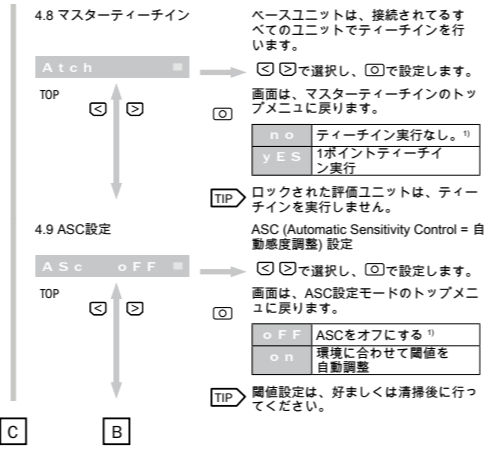 4.8 マスターティーチイン
ベースユニットは、接続されてるす
べてのユニットでティーチインを行
います。
Atch
<>で選択し、Oで設定します。
TOP
< >
O
画面は、マスターティーチインのトッ
プメニュに戻ります。
no ティーチイン実行なし。1)
yES 1ポイントティーチイ
ン実行
TIP ロックされた評価ユニットは、ティー
チインを実行しません。
4.9 ASC設定
ASC (Automatic Sensitivity Control = 自
動感度調整) 設定
ASc oFF
<>で選択し、Oで設定します。
TOP
< >
O
画面は、ASC設定モードのトップメニ
ュに戻ります。
oFF ASCをオフにする 1)
on 環境に合わせて閾値を
自動調整
TIP 閾値設定は、好ましくは清掃後に行っ
てください。
C
B